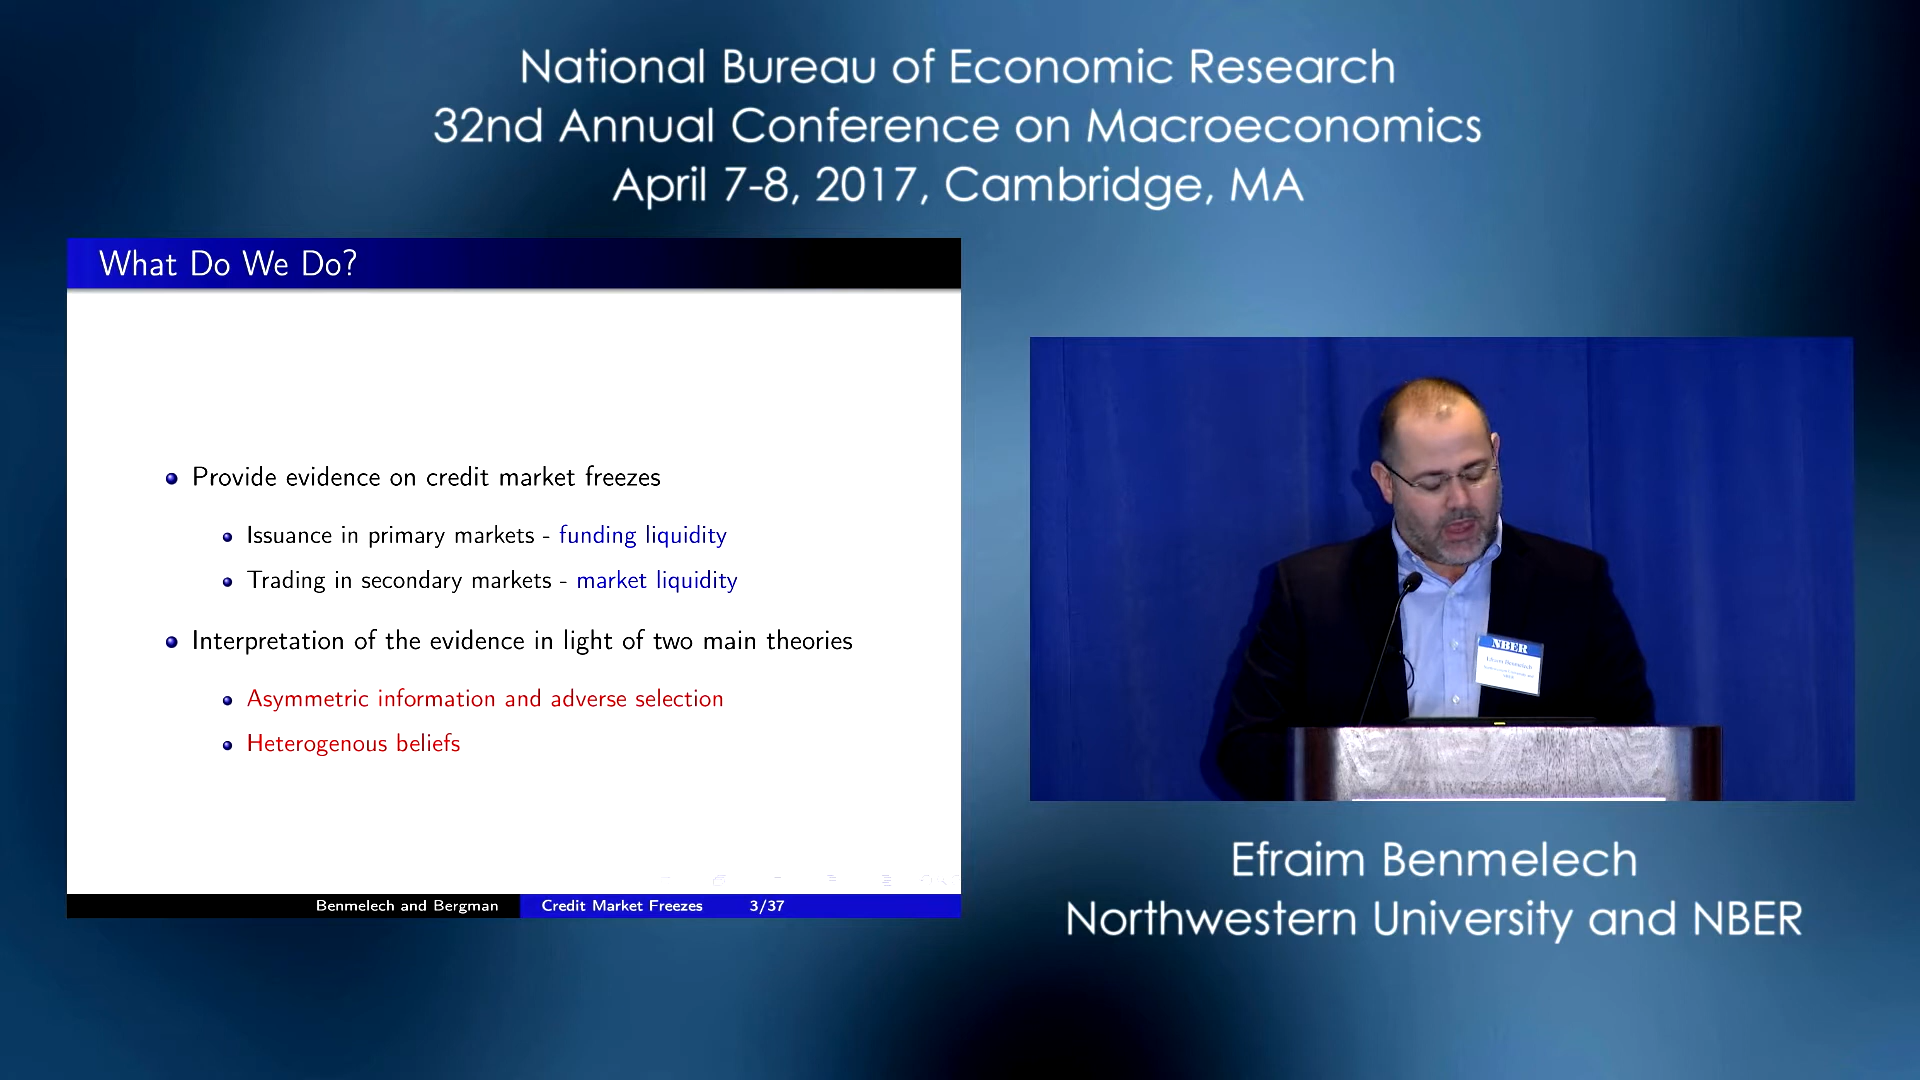 National Bureau of Economic Research
32nd Annual Conference on Macroeconomics
April 7-8, 2017, Cambridge, MA
What Do We Do?
Provide evidence on credit market freezes
Issuance in primary markets - funding liquidity
Trading in secondary markets - market liquidity
Interpretation of the evidence in light of two main theories
Asymmetric information and adverse selection
Heterogenous beliefs
Benmelech and Bergman
Credit Market Freezes
3/37
NBER
Efraim Benmelech
Efraim Benmelech
Northwestern University and NBER